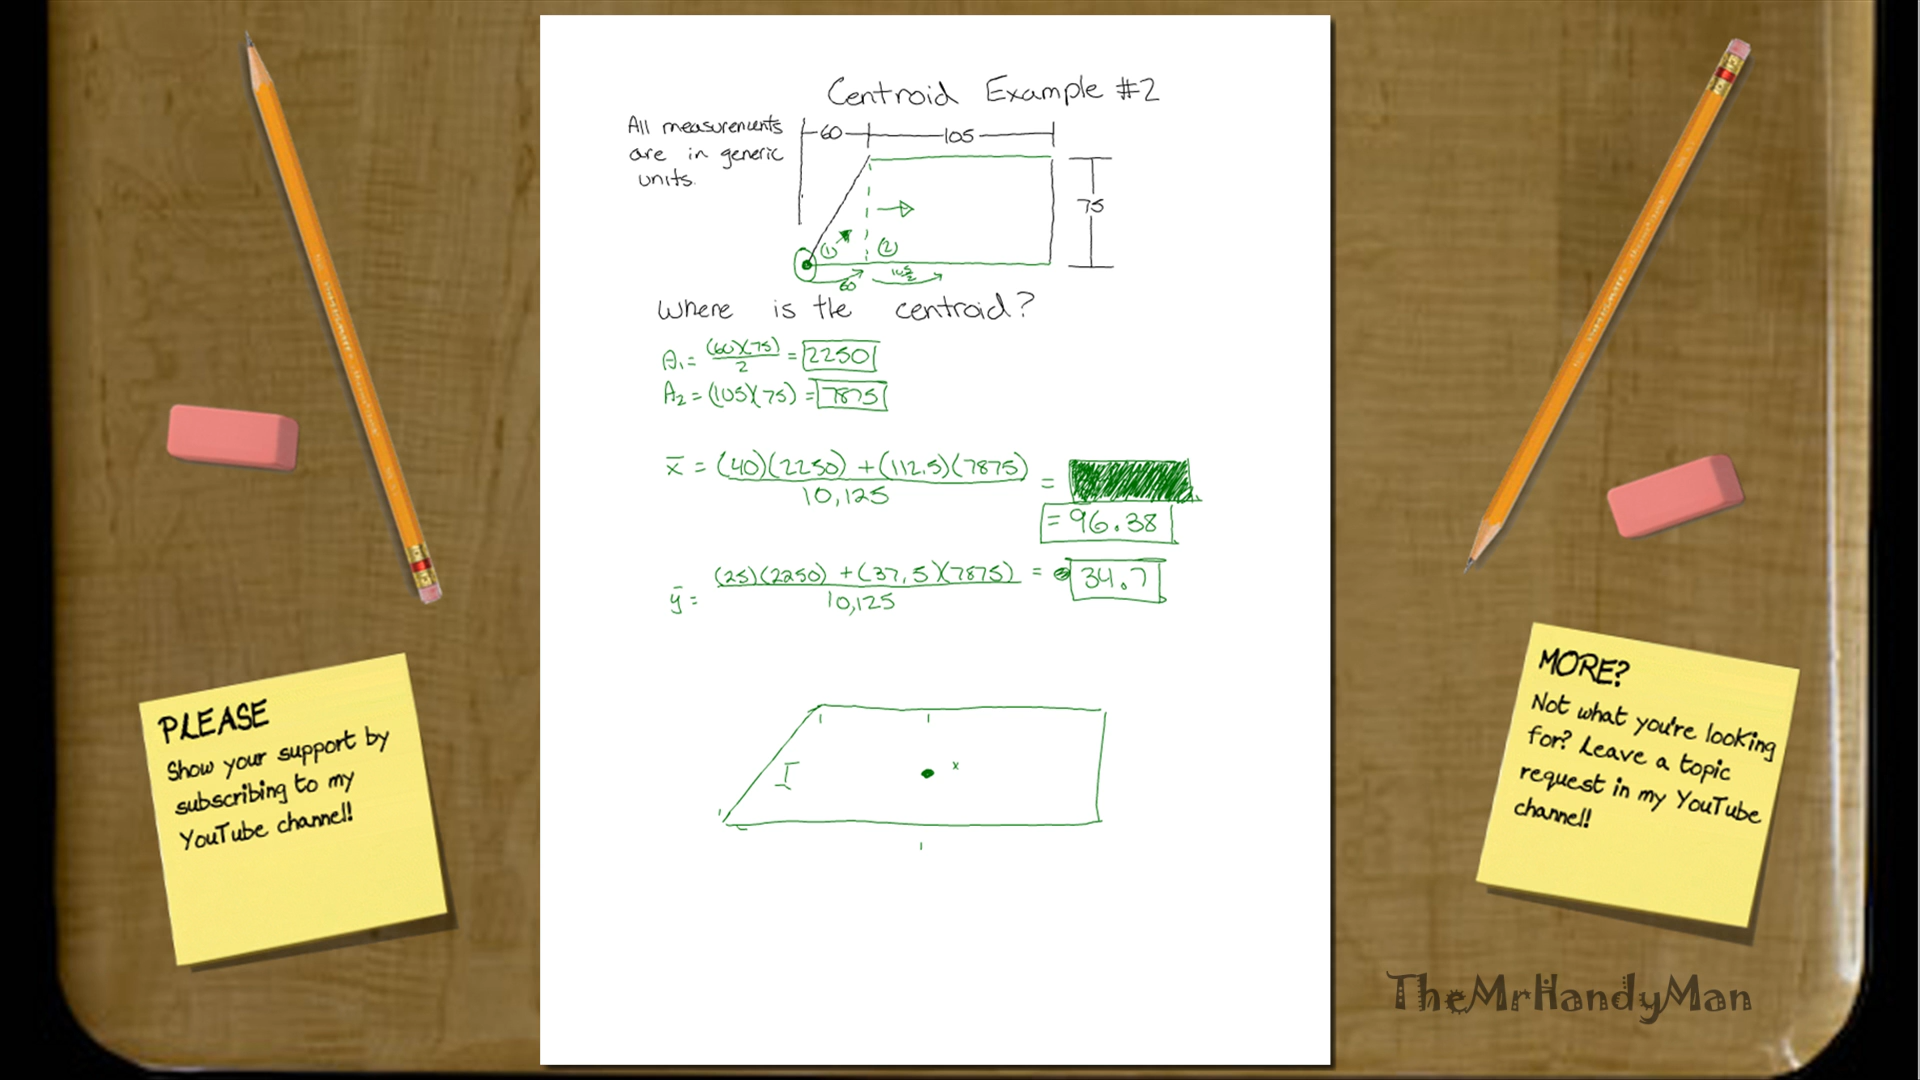 Centroid Example #2
All measurements
are in generic
units.
60
105
75
(1)
(2)
60
105/2
Where is the centroid?
A₁ = (60)(75)/2 = 2250
A₂ = (105)(75) = 7875
x̄ = (40)(2250) + (112.5)(7875) / 10,125 =
= 96.38
ȳ = (25)(2250) + (37.5)(7875) / 10,125 = 34.7
x
PLEASE
Show your support by
subscribing to my
YouTube channel!
MORE?
Not what you're looking
for? Leave a topic
request in my YouTube
channel!
TheMrHandyMan